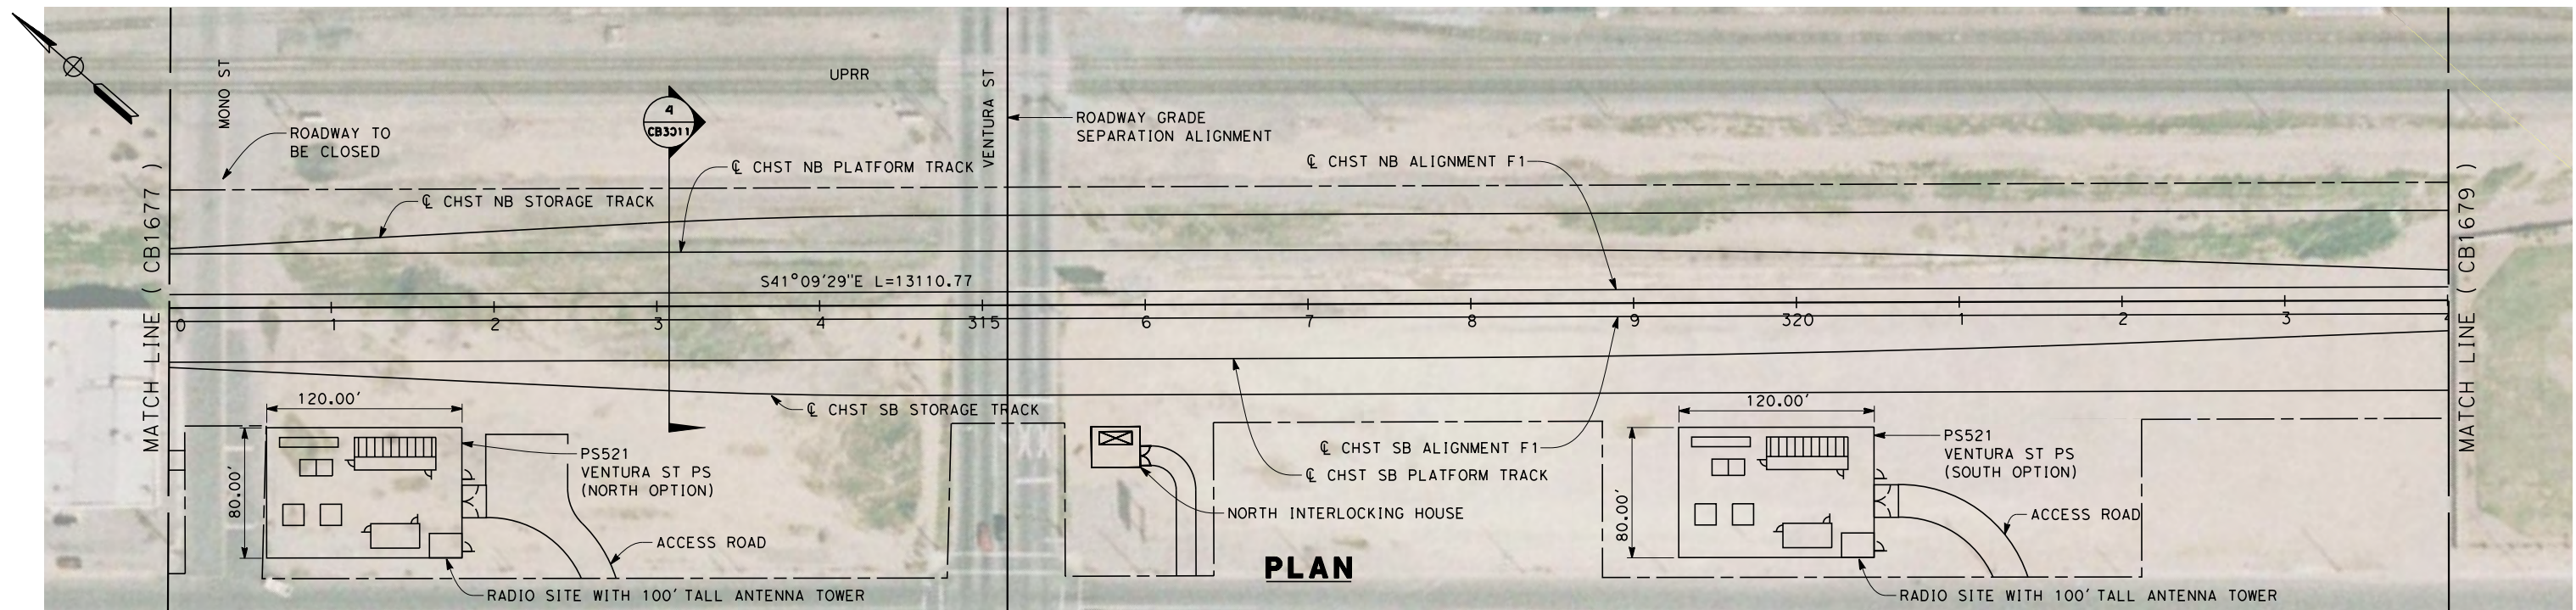 MONO ST
UPRR
VENTURA ST
4
CB3011
ROADWAY TO
BE CLOSED
ROADWAY GRADE
SEPARATION ALIGNMENT
℄ CHST NB PLATFORM TRACK
℄ CHST NB ALIGNMENT F1
℄ CHST NB STORAGE TRACK
MATCH LINE ( CB1677 )
MATCH LINE ( CB1679 )
S41°09'29"E L=13110.77
0 1 2 3 4 315 6 7 8 9 320 1 2 3
120.00'
80.00'
℄ CHST SB STORAGE TRACK
PS521
VENTURA ST PS
(NORTH OPTION)
ACCESS ROAD
RADIO SITE WITH 100' TALL ANTENNA TOWER
℄ CHST SB ALIGNMENT F1
℄ CHST SB PLATFORM TRACK
NORTH INTERLOCKING HOUSE
PLAN
120.00'
80.00'
PS521
VENTURA ST PS
(SOUTH OPTION)
ACCESS ROAD
RADIO SITE WITH 100' TALL ANTENNA TOWER